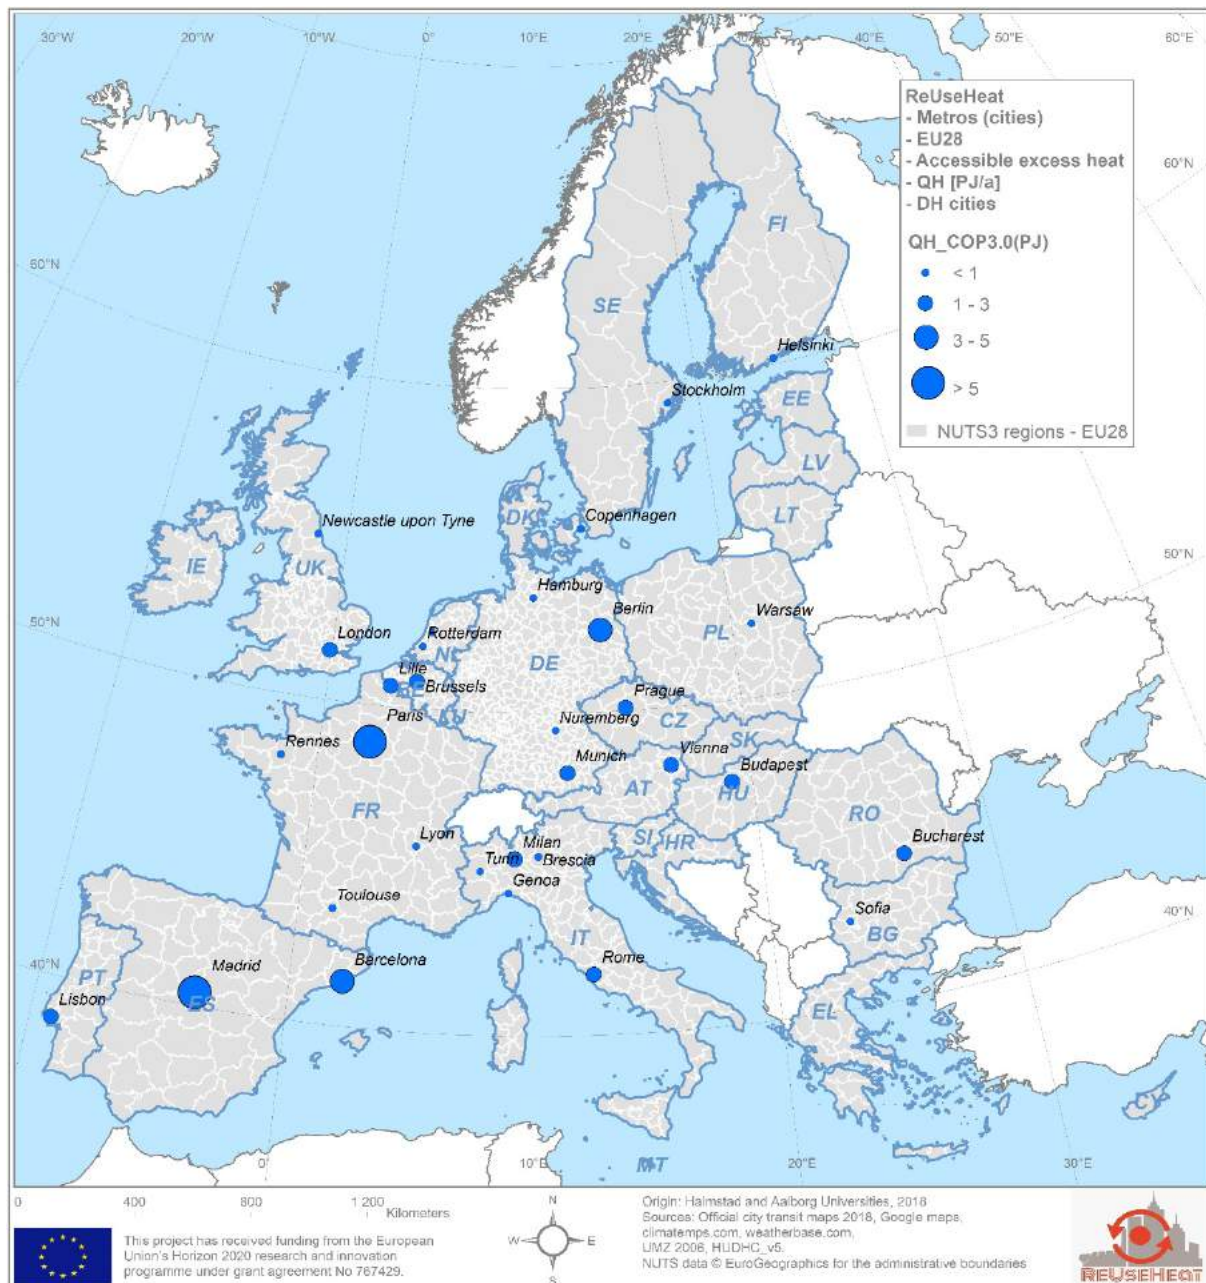 30°W
20°W
10°W
0°
10°E
20°E
30°E
40°E
50°E
60°E
ReUseHeat
- Metros (cities)
- EU28
- Accessible excess heat
- QH [PJ/a]
- DH cities
QH_COP3.0(PJ)
< 1
1 - 3
3 - 5
> 5
NUTS3 regions - EU28
60°N
60°N
FI
SE
Helsinki
Stockholm
EE
LV
LT
DK
Copenhagen
Newcastle upon Tyne
IE
UK
50°N
50°N
Hamburg
Berlin
Warsaw
PL
London
Rotterdam
NL
DE
Lille
BE
Brussels
LU
Prague
CZ
Paris
Nuremberg
SK
Rennes
Munich
Vienna
Budapest
AT
HU
FR
RO
Lyon
SI
HR
Bucharest
Milan
Turin
Brescia
Genoa
Toulouse
Sofia
BG
40°N
40°N
IT
Madrid
Barcelona
Rome
PT
Lisbon
ES
EL
MT
0°
10°E
20°E
30°E
0 400 800 1 200
Kilometers
N
W E
S
This project has received funding from the European
Union's Horizon 2020 research and innovation
programme under grant agreement No 767429.
Origin: Halmstad and Aalborg Universities, 2018
Sources: Official city transit maps 2018, Google maps,
climatemps.com, weatherbase.com,
UMZ 2006, HUDHC_v5.
NUTS data © EuroGeographics for the administrative boundaries
REUSEHEAT